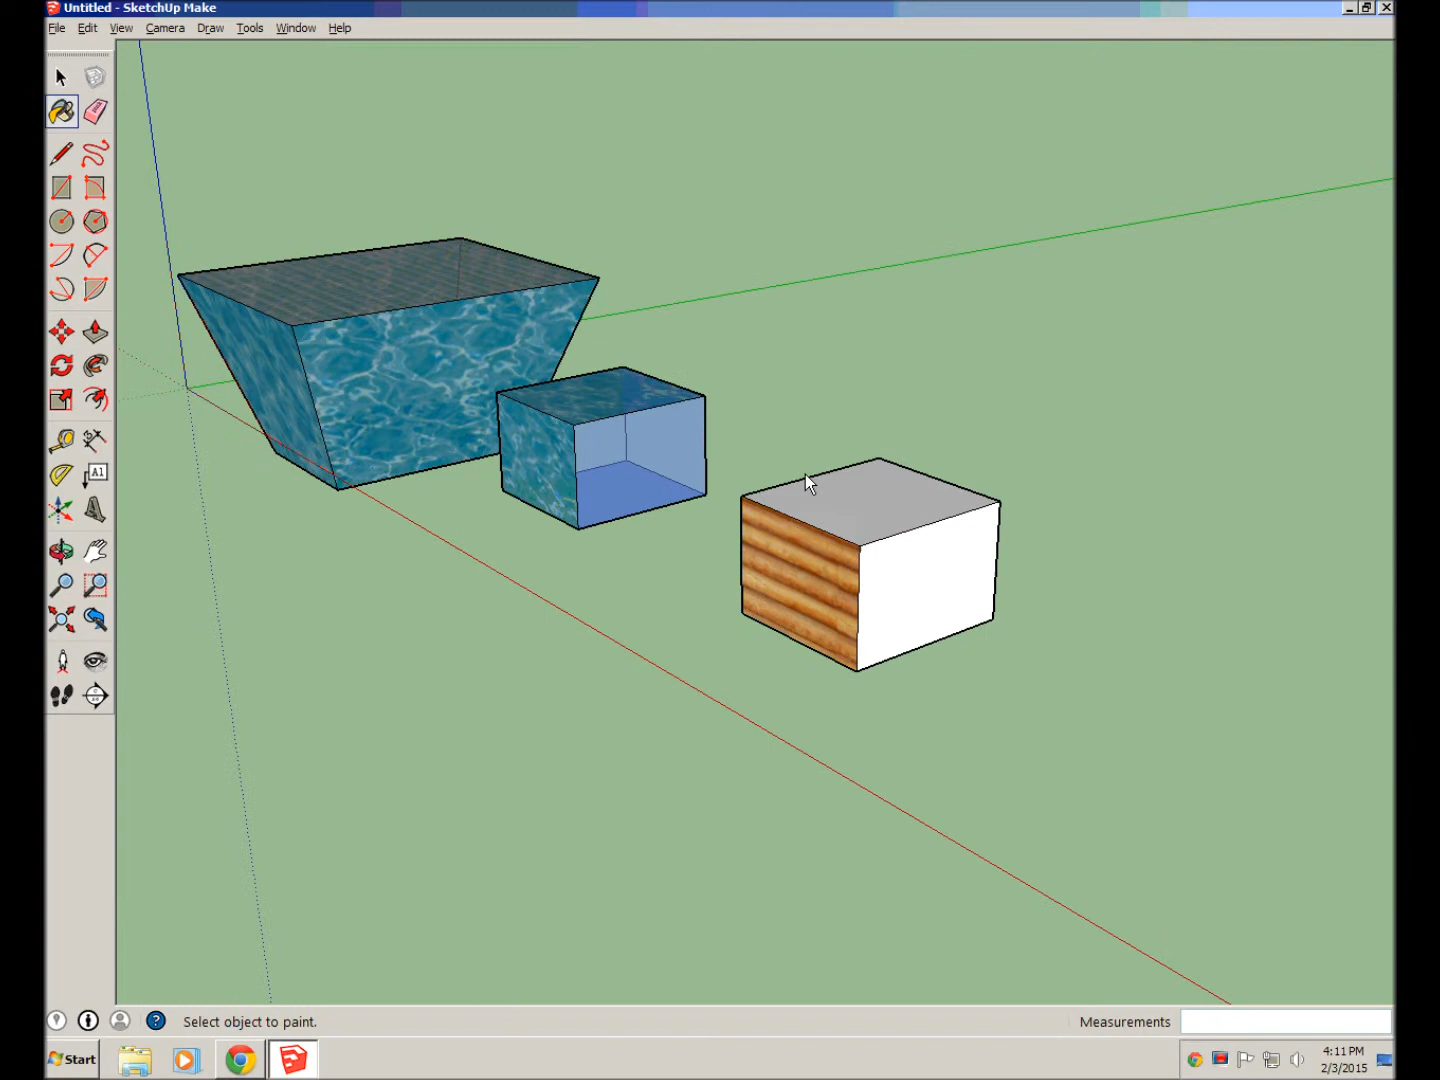 Untitled - SketchUp Make
File Edit View Camera Draw Tools Window Help
A1
Select object to paint.
Measurements
Start
4:11 PM
2/3/2015